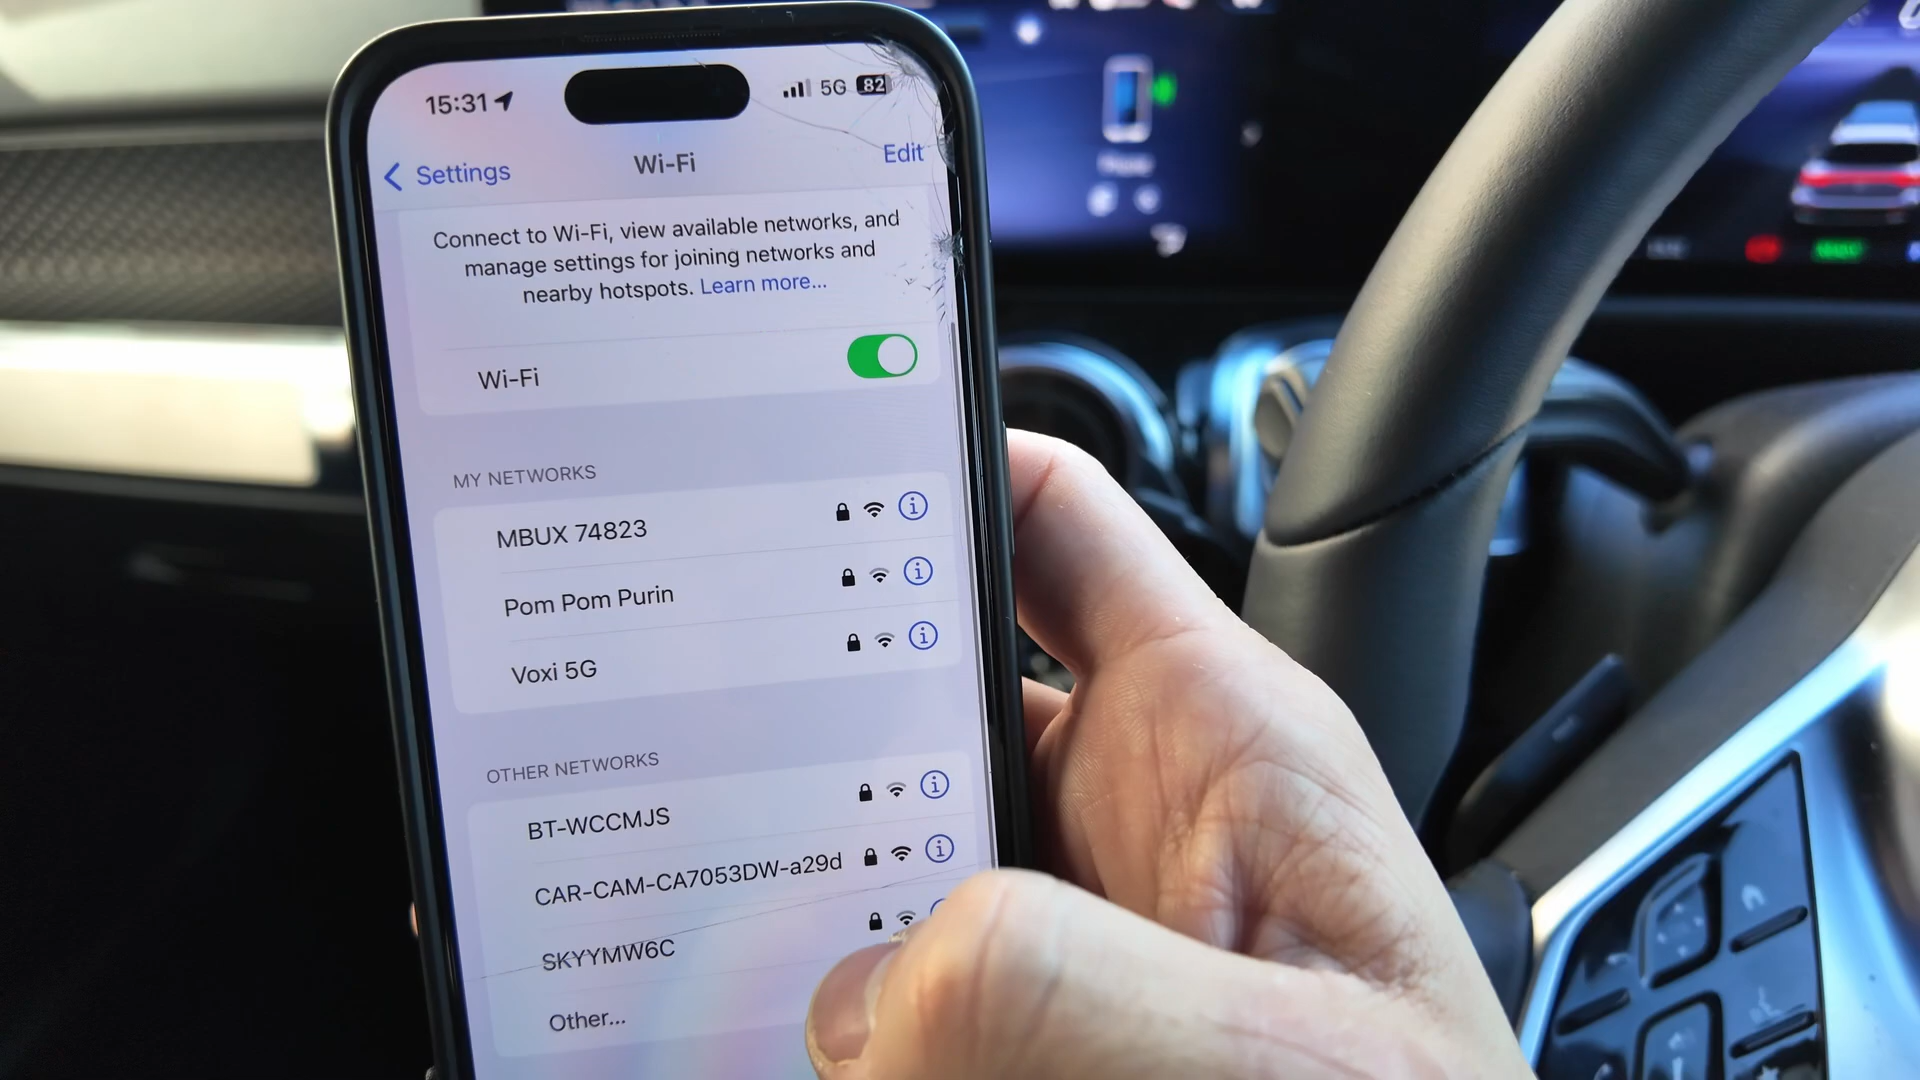 15:31
5G 82
Settings
Wi-Fi
Edit
Connect to Wi-Fi, view available networks, and
manage settings for joining networks and
nearby hotspots. Learn more...
Wi-Fi
MY NETWORKS
MBUX 74823
Pom Pom Purin
Voxi 5G
OTHER NETWORKS
BT-WCCMJS
CAR-CAM-CA7053DW-a29d
SKYYMW6C
Other...